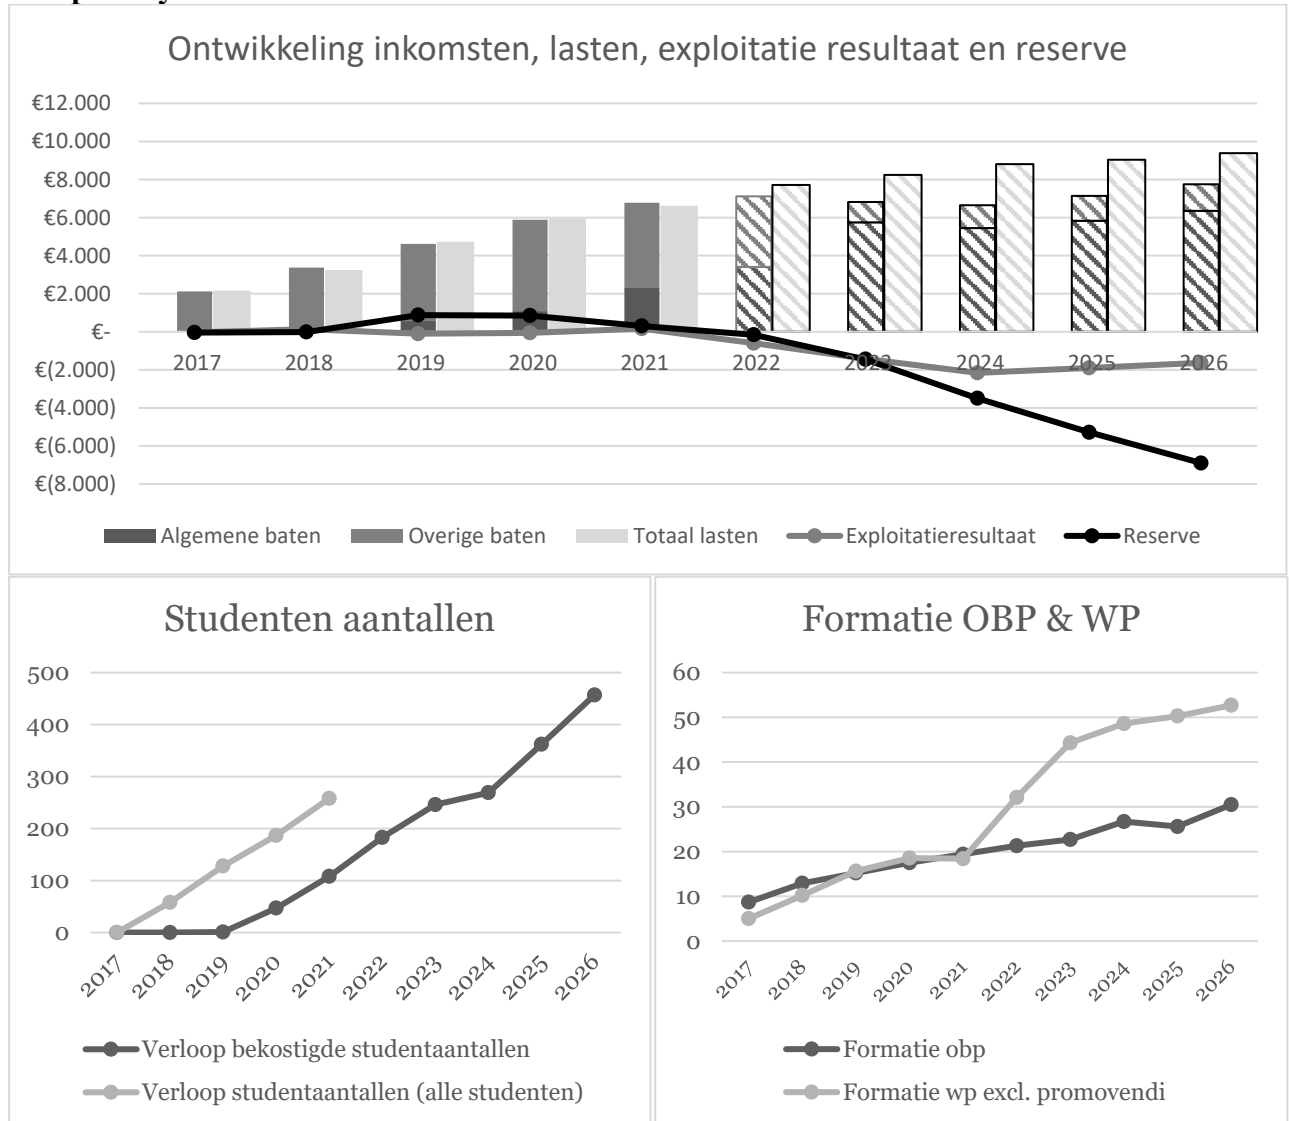 Ontwikkeling inkomsten, lasten, exploitatie resultaat en reserve
€12.000
€10.000
€8.000
€6.000
€4.000
€2.000
€-
€(2.000)
€(4.000)
€(6.000)
€(8.000)
2017 2018 2019 2020 2021 2022 2023 2024 2025 2026
Algemene baten Overige baten Totaal lasten Exploitatieresultaat Reserve
Studenten aantallen
500
400
300
200
100
0
2017 2018 2019 2020 2021 2022 2023 2024 2025 2026
Verloop bekostigde studentaantallen
Verloop studentaantallen (alle studenten)
Formatie OBP & WP
60
50
40
30
20
10
0
2017 2018 2019 2020 2021 2022 2023 2024 2025 2026
Formatie obp
Formatie wp excl. promovendi